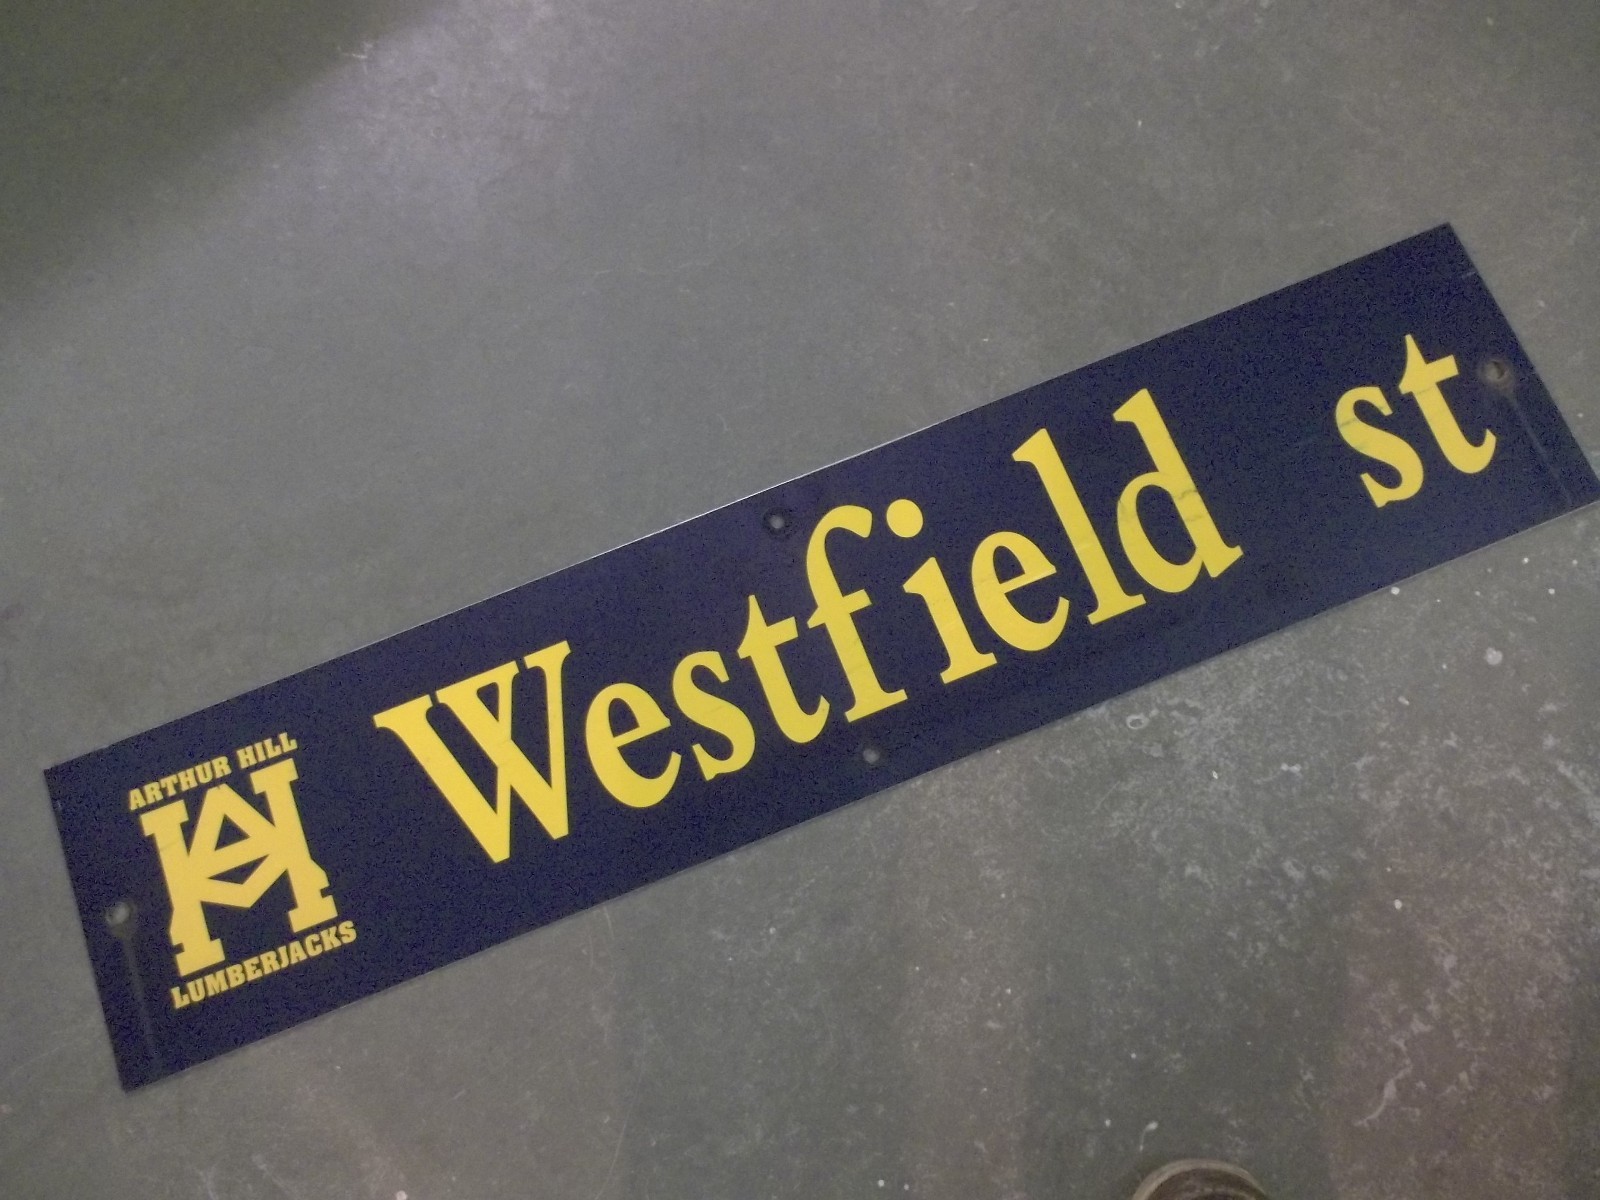 ARTHUR HILL
AH
LUMBERJACKS
Westfield st